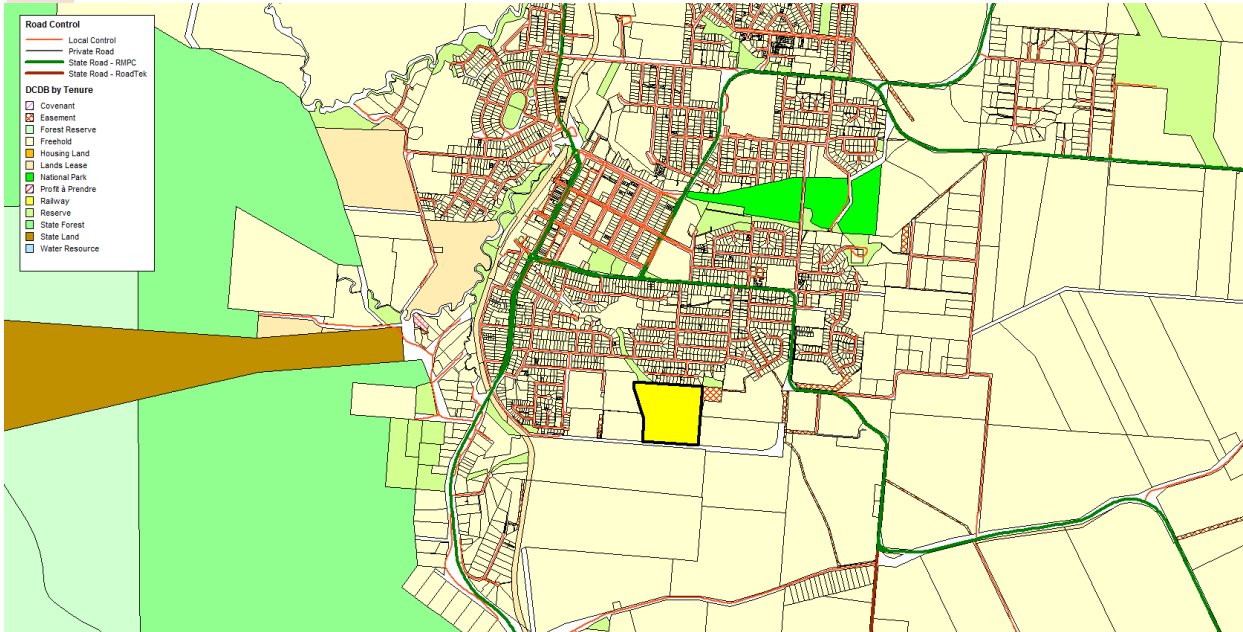 Road Control
Local Control
Private Road
State Road - RMPC
State Road - RoadTek
DCDB by Tenure
Covenant
Easement
Forest Reserve
Freehold
Housing Land
Lands Lease
National Park
Profit à Prendre
Railway
Reserve
State Forest
State Land
Water Resource